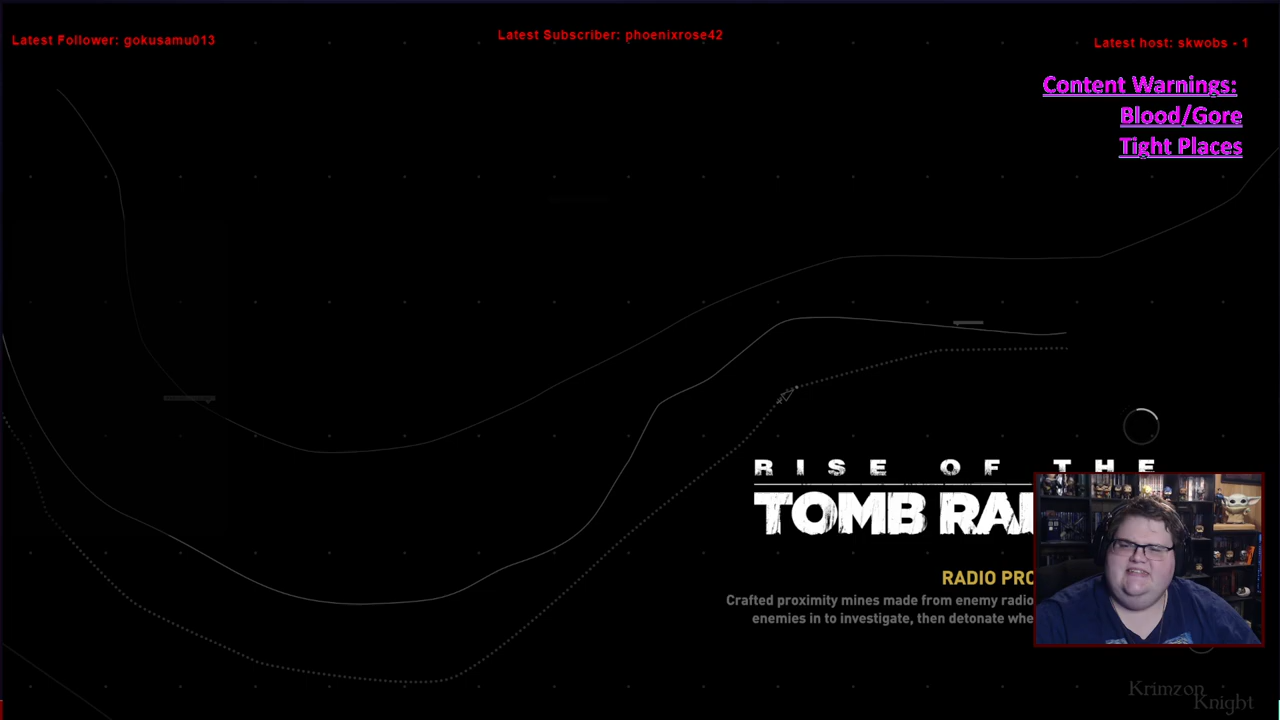 Latest Follower: gokusamu013
Latest Subscriber: phoenixrose42
Latest host: skwobs - 1
Content Warnings:
Blood/Gore
Tight Places
RISE OF THE
TOMB RAI
RADIO PRO
Crafted proximity mines made from enemy radio
enemies in to investigate, then detonate whe
Krimzon
Knight